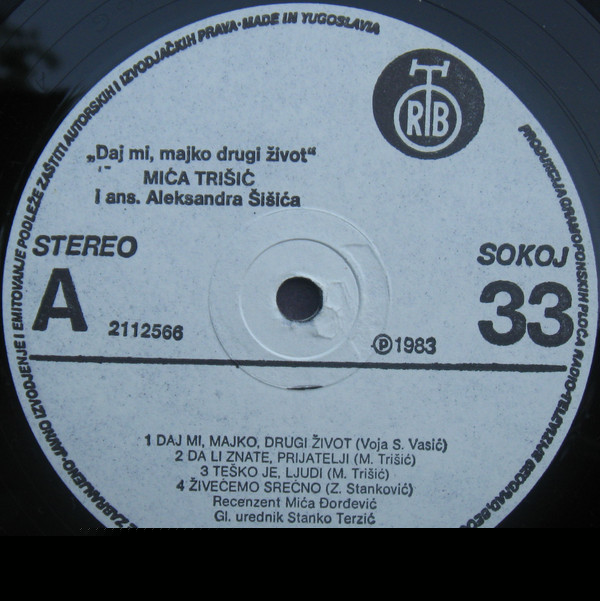 ZABRANJENO JAVNO IZVODJENJE I EMITOVANJE PODLEŽE ZAŠTITI AUTORSKIH I IZVODJAČKIH PRAVA·MADE IN YUGOSLAVIA
RTB
„Daj mi, majko drugi život“
MIĆA TRIŠIĆ
I ans. Aleksandra Šišića
STEREO
SOKOJ
A
33
2112566
Ⓟ1983
1 DAJ MI, MAJKO, DRUGI ŽIVOT (Voja S. Vasić)
2 DA LI ZNATE, PRIJATELJI (M. Trišić)
3 TEŠKO JE, LJUDI (M. Trišić)
4 ŽIVEĆEMO SREĆNO (Z. Stanković)
Recenzent Mića Đorđević
Gl. urednik Stanko Terzić
PRODUKCIJA GRAMOFONSKIH PLOČA RADIO-TELEVIZIJE BEOGRAD,